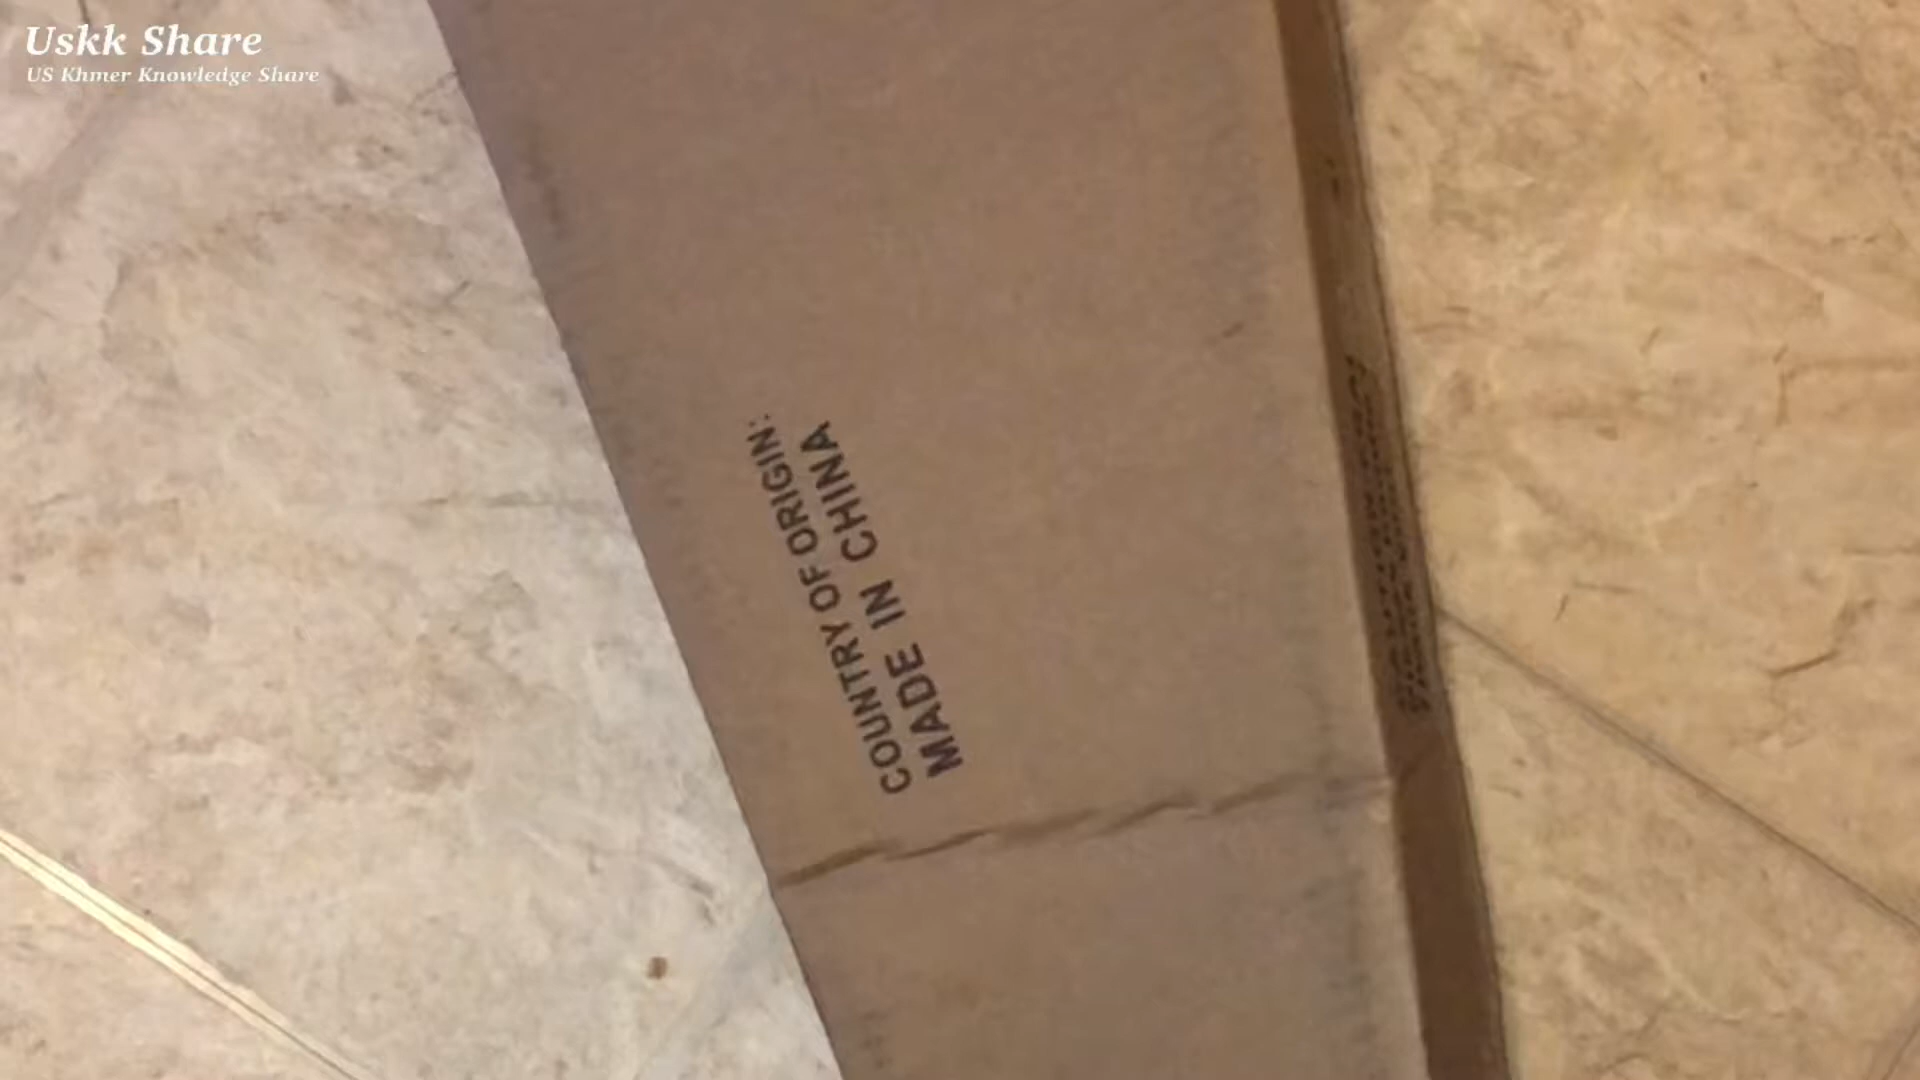 Uskk Share
US Khmer Knowledge Share
COUNTRY OF ORIGIN:
MADE IN CHINA